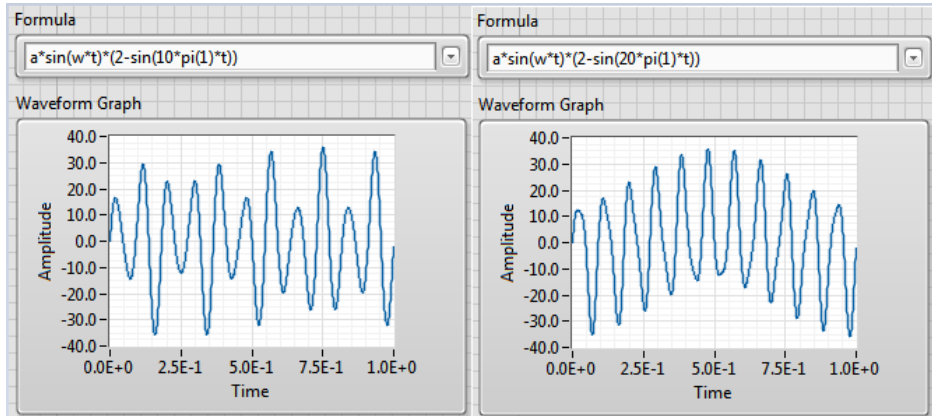 Formula
a*sin(w*t)*(2-sin(10*pi(1)*t))
Waveform Graph
40.0
30.0
20.0
10.0
0.0
-10.0
-20.0
-30.0
-40.0
Amplitude
0.0E+0 2.5E-1 5.0E-1 7.5E-1 1.0E+0
Time
Formula
a*sin(w*t)*(2-sin(20*pi(1)*t))
Waveform Graph
40.0
30.0
20.0
10.0
0.0
-10.0
-20.0
-30.0
-40.0
Amplitude
0.0E+0 2.5E-1 5.0E-1 7.5E-1 1.0E+0
Time